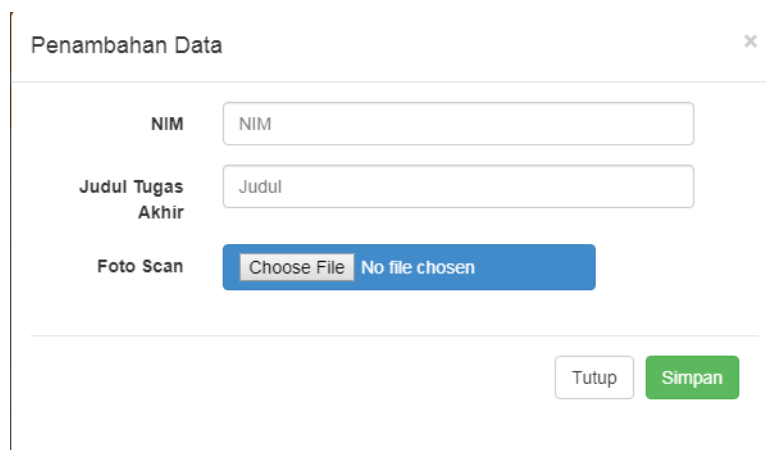 Penambahan Data ×
NIM NIM
Judul Tugas Akhir Judul
Foto Scan Choose File No file chosen
Tutup Simpan